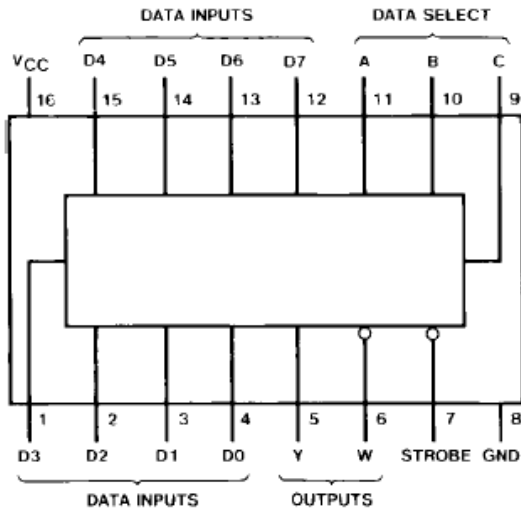 DATA INPUTS DATA SELECT
VCC D4 D5 D6 D7 A B C
16 15 14 13 12 11 10 9
1 2 3 4 5 6 7 8
D3 D2 D1 D0 Y W STROBE GND
DATA INPUTS OUTPUTS